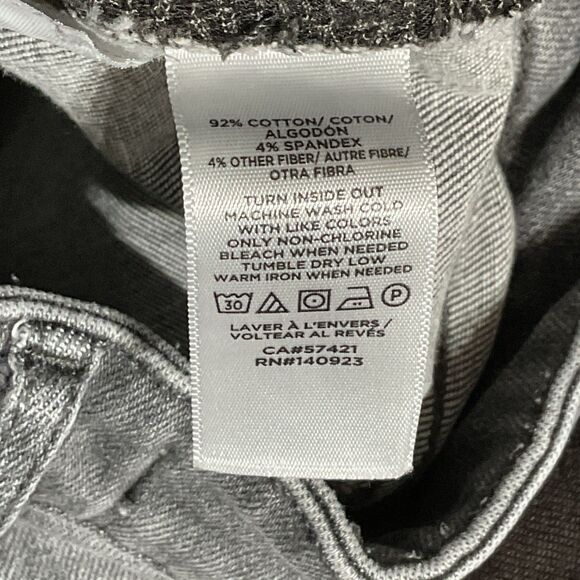 92% COTTON/ COTON/
ALGODÓN
4% SPANDEX
4% OTHER FIBER/ AUTRE FIBRE/
OTRA FIBRA
TURN INSIDE OUT
MACHINE WASH COLD
WITH LIKE COLORS
ONLY NON-CHLORINE
BLEACH WHEN NEEDED
TUMBLE DRY LOW
WARM IRON WHEN NEEDED
30 P
LAVER À L'ENVERS/
VOLTEAR AL REVÉS
CA#57421
RN#140923